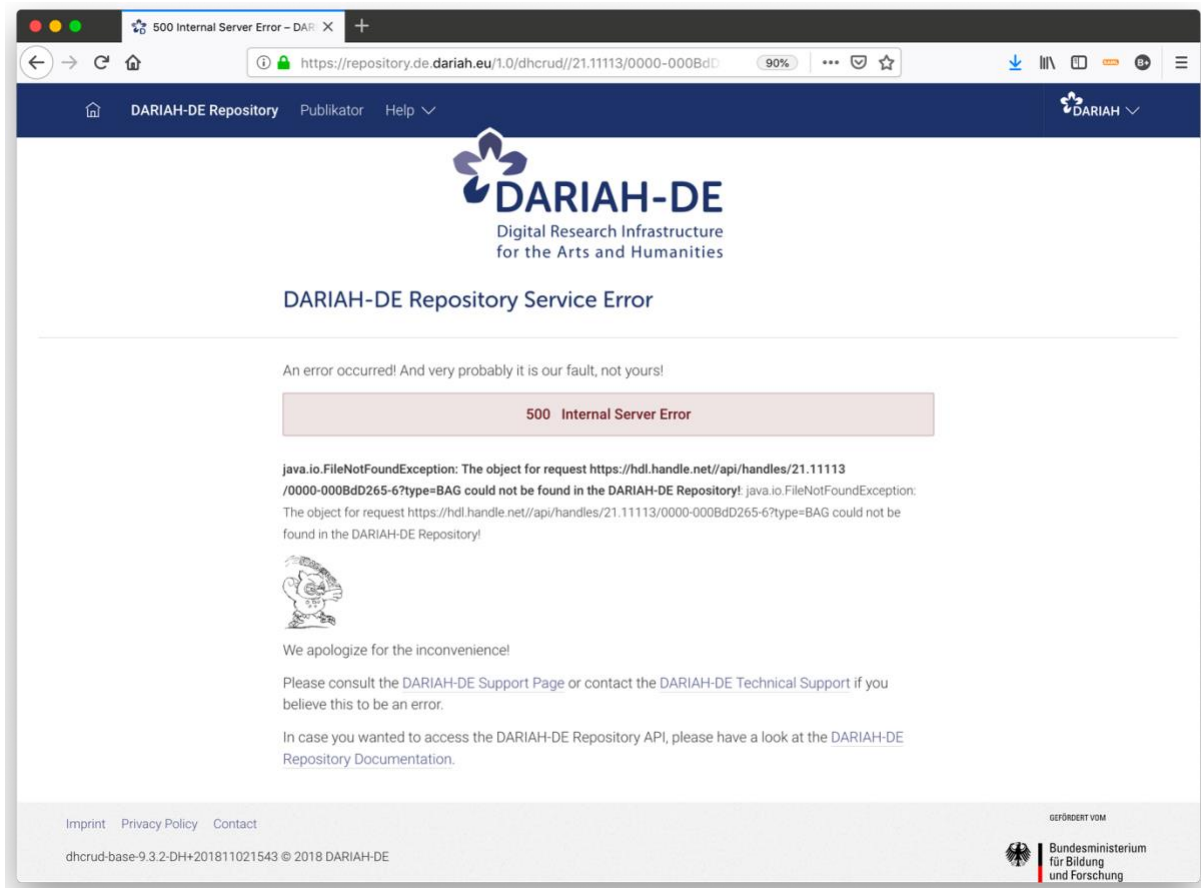 500 Internal Server Error – DAR
https://repository.de.dariah.eu/1.0/dhcrud//21.11113/0000-000BdD
90%
DARIAH-DE Repository Publikator Help
DARIAH
DARIAH-DE
Digital Research Infrastructure
for the Arts and Humanities
DARIAH-DE Repository Service Error
An error occurred! And very probably it is our fault, not yours!
500 Internal Server Error
java.io.FileNotFoundException: The object for request https://hdl.handle.net//api/handles/21.11113
/0000-000BdD265-6?type=BAG could not be found in the DARIAH-DE Repository!: java.io.FileNotFoundException:
The object for request https://hdl.handle.net//api/handles/21.11113/0000-000BdD265-6?type=BAG could not be
found in the DARIAH-DE Repository!
We apologize for the inconvenience!
Please consult the DARIAH-DE Support Page or contact the DARIAH-DE Technical Support if you
believe this to be an error.
In case you wanted to access the DARIAH-DE Repository API, please have a look at the DARIAH-DE
Repository Documentation.
Imprint Privacy Policy Contact
dhcrud-base-9.3.2-DH+201811021543 © 2018 DARIAH-DE
GEFÖRDERT VOM
Bundesministerium
für Bildung
und Forschung